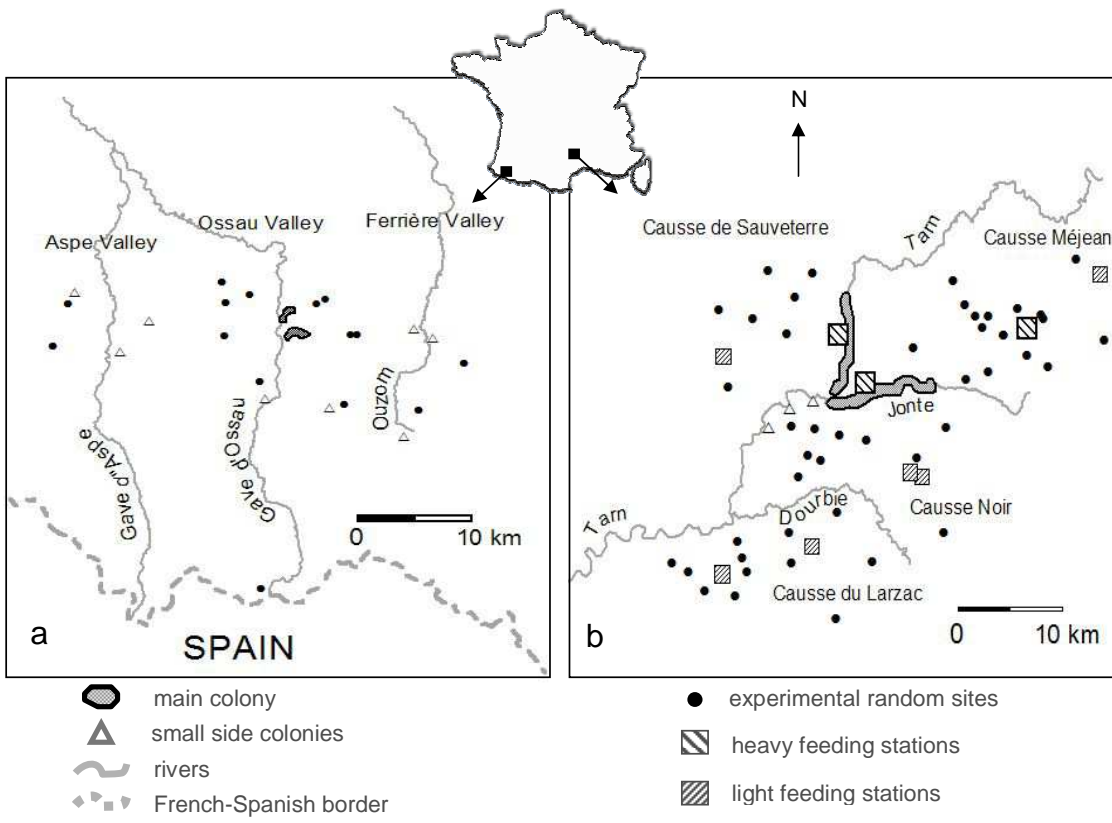 N
Ossau Valley
Ferrière Valley
Aspe Valley
Gave d"Aspe
Gave d'Ossau
Ouzom
0
10 km
SPAIN
a
Causse de Sauveterre
Tarn
Causse Méjean
Jonte
Tarn
Dourbie
Causse Noir
Causse du Larzac
0
10 km
b
main colony
small side colonies
rivers
French-Spanish border
experimental random sites
heavy feeding stations
light feeding stations